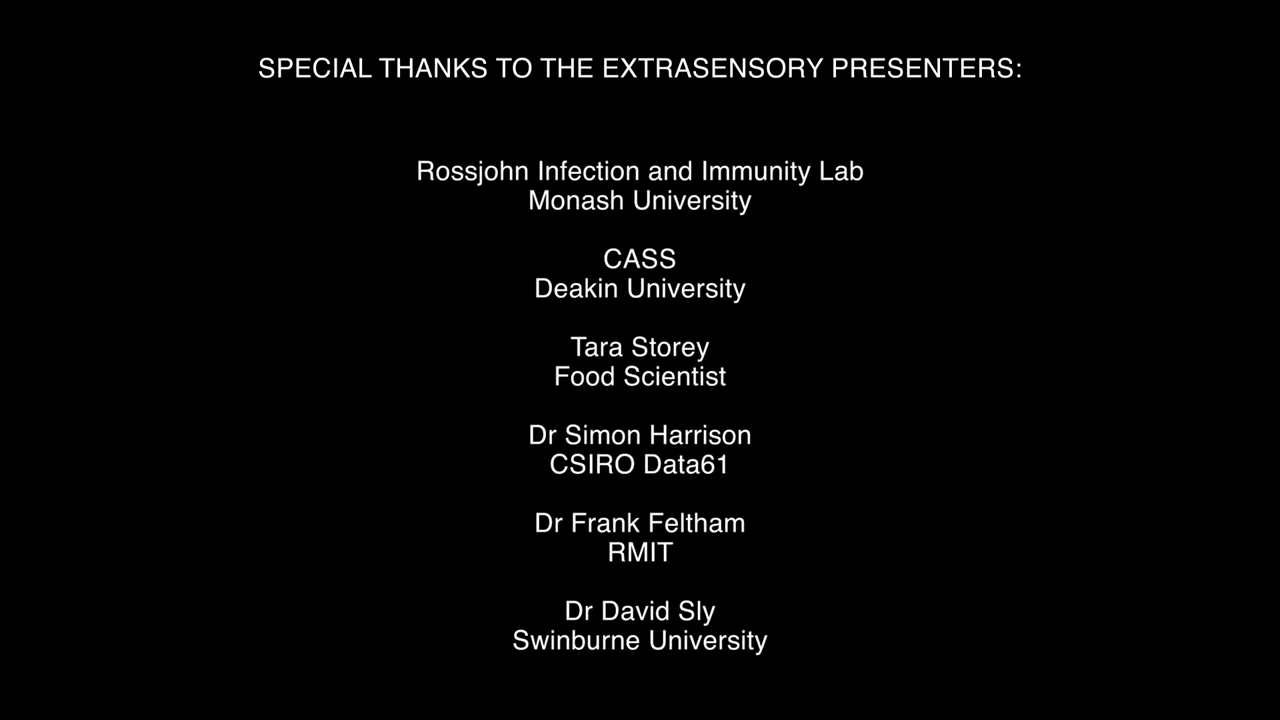 SPECIAL THANKS TO THE EXTRASENSORY PRESENTERS:
Rossjohn Infection and Immunity Lab
Monash University
CASS
Deakin University
Tara Storey
Food Scientist
Dr Simon Harrison
CSIRO Data61
Dr Frank Feltham
RMIT
Dr David Sly
Swinburne University